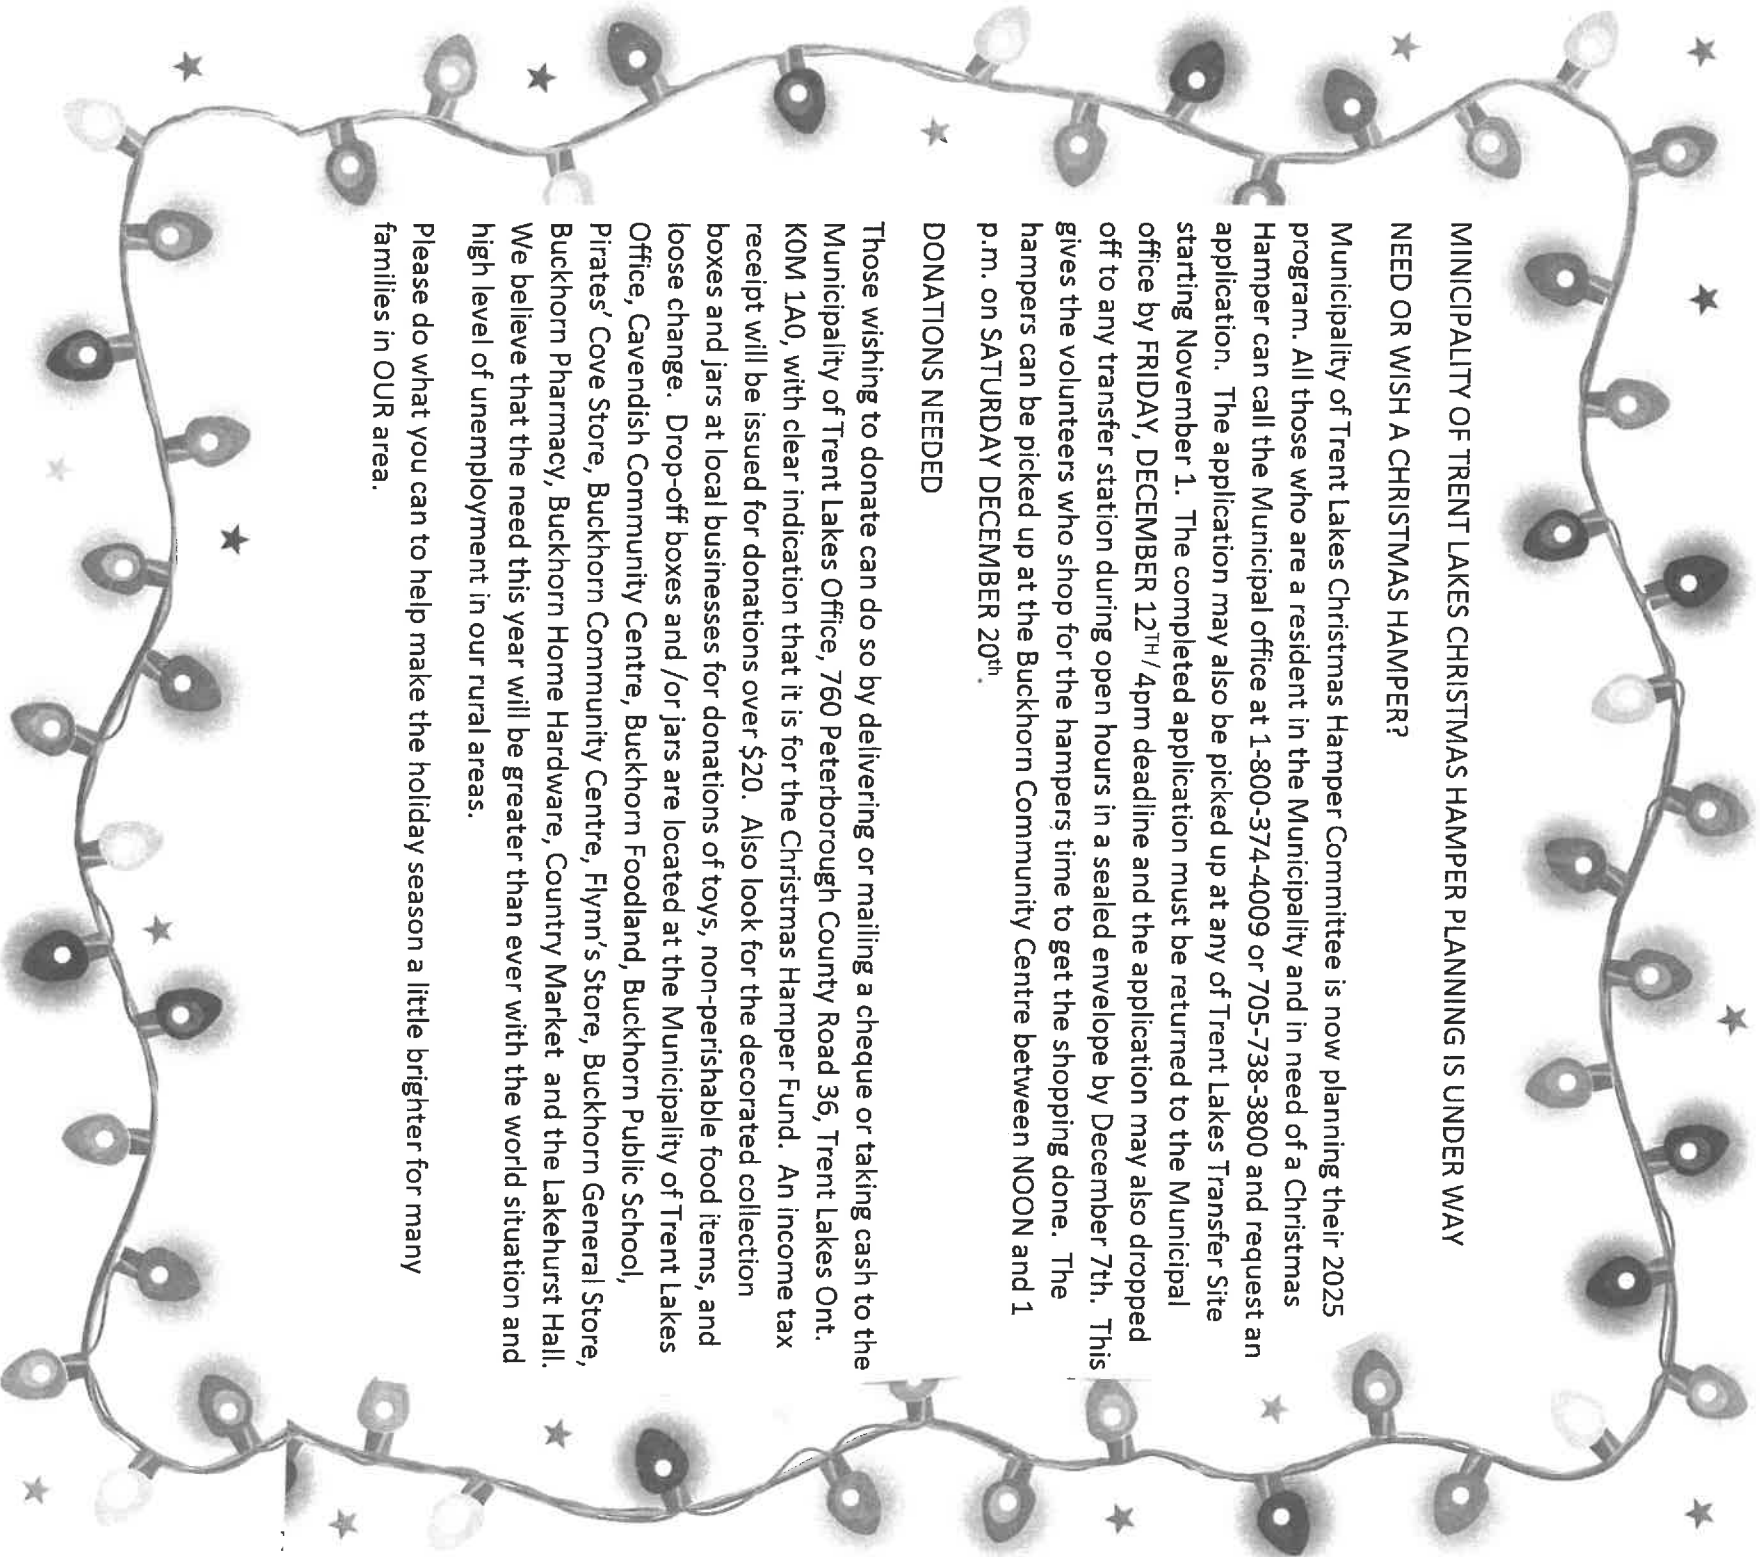 MINICIPALITY OF TRENT LAKES CHRISTMAS HAMPER PLANNING IS UNDER WAY
NEED OR WISH A CHRISTMAS HAMPER?
Municipality of Trent Lakes Christmas Hamper Committee is now planning their 2025
program. All those who are a resident in the Municipality and in need of a Christmas
Hamper can call the Municipal office at 1-800-374-4009 or 705-738-3800 and request an
application. The application may also be picked up at any of Trent Lakes Transfer Site
starting November 1. The completed application must be returned to the Municipal
office by FRIDAY, DECEMBER 12TH/ 4pm deadline and the application may also dropped
off to any transfer station during open hours in a sealed envelope by December 7th. This
gives the volunteers who shop for the hampers time to get the shopping done. The
hampers can be picked up at the Buckhorn Community Centre between NOON and 1
p.m. on SATURDAY DECEMBER 20th.
DONATIONS NEEDED
Those wishing to donate can do so by delivering or mailing a cheque or taking cash to the
Municipality of Trent Lakes Office, 760 Peterborough County Road 36, Trent Lakes Ont.
K0M 1A0, with clear indication that it is for the Christmas Hamper Fund. An income tax
receipt will be issued for donations over $20. Also look for the decorated collection
boxes and jars at local businesses for donations of toys, non-perishable food items, and
loose change. Drop-off boxes and /or jars are located at the Municipality of Trent Lakes
Office, Cavendish Community Centre, Buckhorn Foodland, Buckhorn Public School,
Pirates' Cove Store, Buckhorn Community Centre, Flynn's Store, Buckhorn General Store,
Buckhorn Pharmacy, Buckhorn Home Hardware, Country Market and the Lakehurst Hall.
We believe that the need this year will be greater than ever with the world situation and
high level of unemployment in our rural areas.
Please do what you can to help make the holiday season a little brighter for many
families in OUR area.